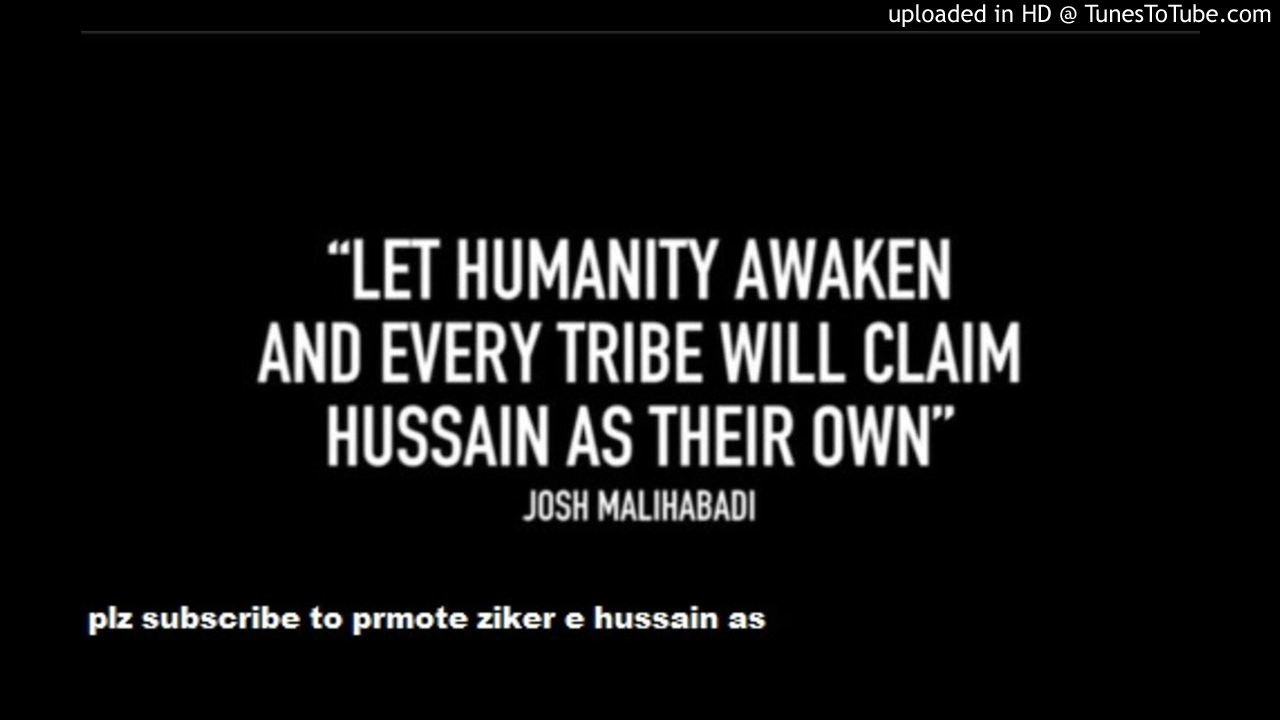 uploaded in HD @ TunesToTube.com
“LET HUMANITY AWAKEN
AND EVERY TRIBE WILL CLAIM
HUSSAIN AS THEIR OWN”
JOSH MALIHABADI
plz subscribe to prmote ziker e hussain as